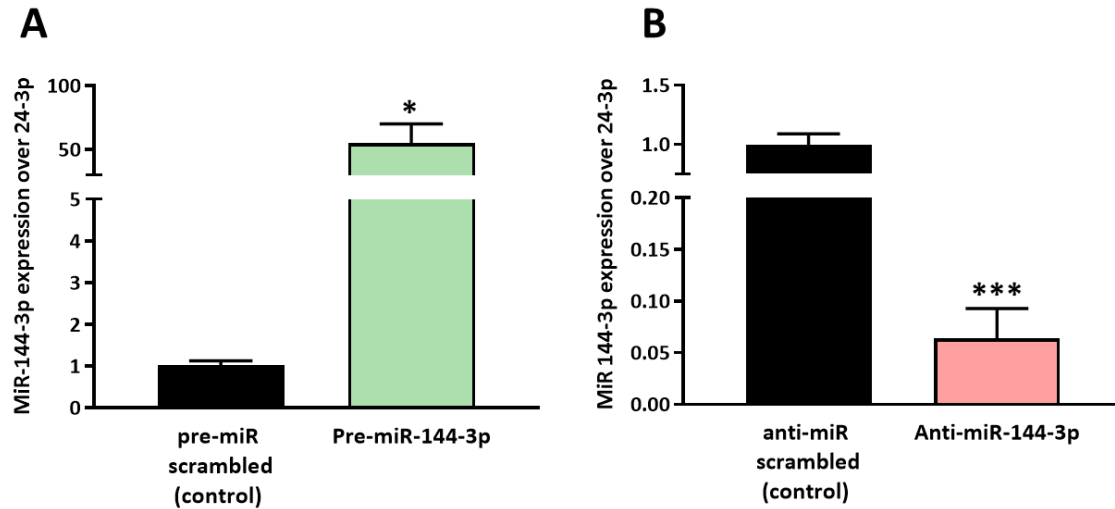 A
MiR-144-3p expression over 24-3p
100
50
5
4
3
2
1
0
*
pre-miR
scrambled
(control)
Pre-miR-144-3p
B
MiR 144-3p expression over 24-3p
1.5
1.0
0.20
0.15
0.10
0.05
0.00
***
anti-miR
scrambled
(control)
Anti-miR-144-3p